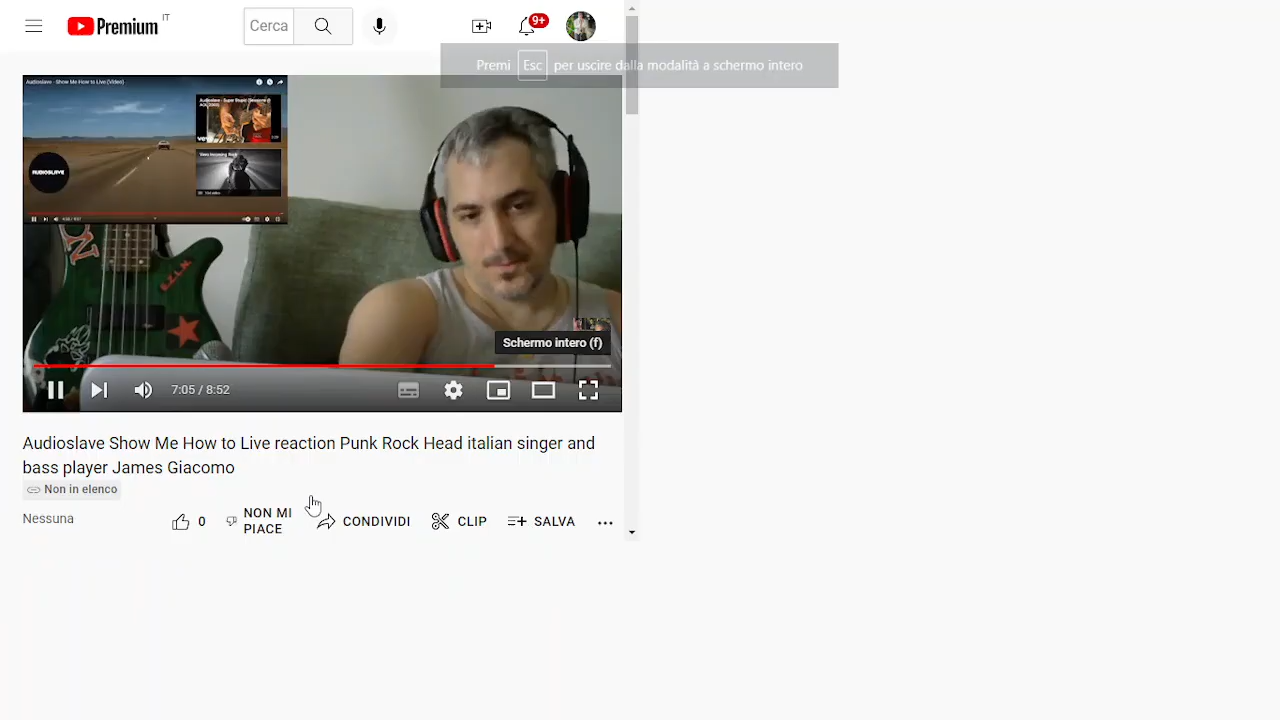 Premium IT
Cerca
9+
Premi Esc per uscire dalla modalità a schermo intero
Audioslave - Show Me How to Live (Video)
AUDIOSLAVE
Schermo intero (f)
7:05 / 8:52
Audioslave Show Me How to Live reaction Punk Rock Head italian singer and
bass player James Giacomo
Non in elenco
Nessuna
0
NON MI
PIACE
CONDIVIDI
CLIP
SALVA